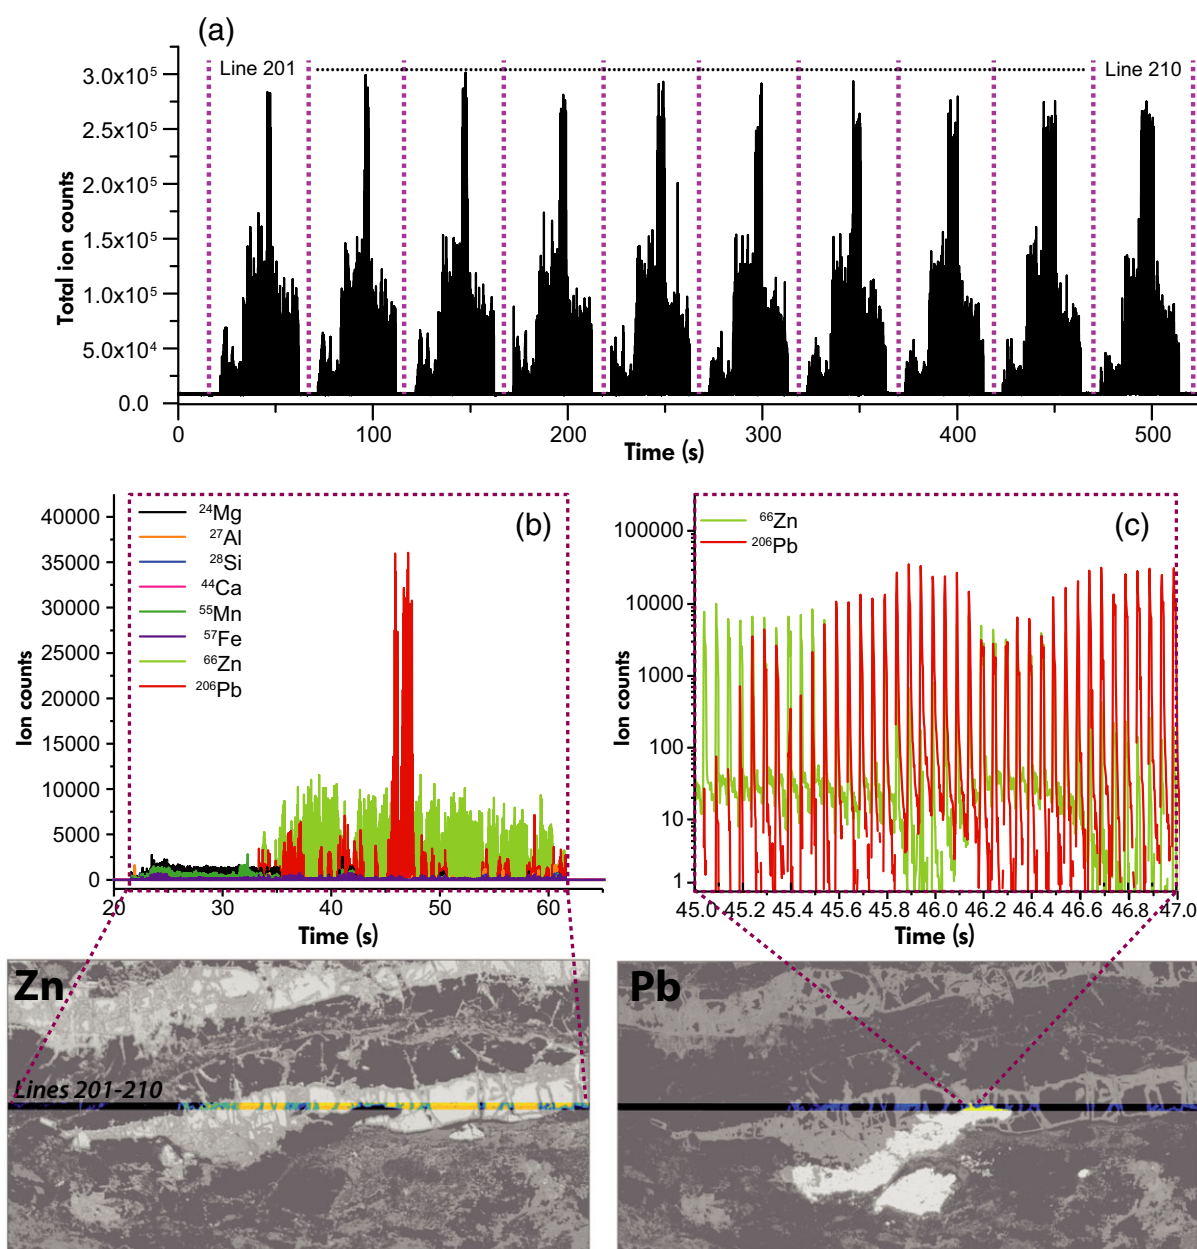 (a)
Line 201
Line 210
3.0x10⁵
2.5x10⁵
2.0x10⁵
1.5x10⁵
1.0x10⁵
5.0x10⁴
0.0
Total ion counts
0 100 200 300 400 500
Time (s)
(b)
40000
35000
30000
25000
20000
15000
10000
5000
0
Ion counts
²⁴Mg
²⁷Al
²⁸Si
⁴⁴Ca
⁵⁵Mn
⁵⁷Fe
⁶⁶Zn
²⁰⁶Pb
20 30 40 50 60
Time (s)
(c)
⁶⁶Zn
²⁰⁶Pb
100000
10000
1000
100
10
1
Ion counts
45.0 45.2 45.4 45.6 45.8 46.0 46.2 46.4 46.6 46.8 47.0
Time (s)
Zn
Lines 201-210
Pb